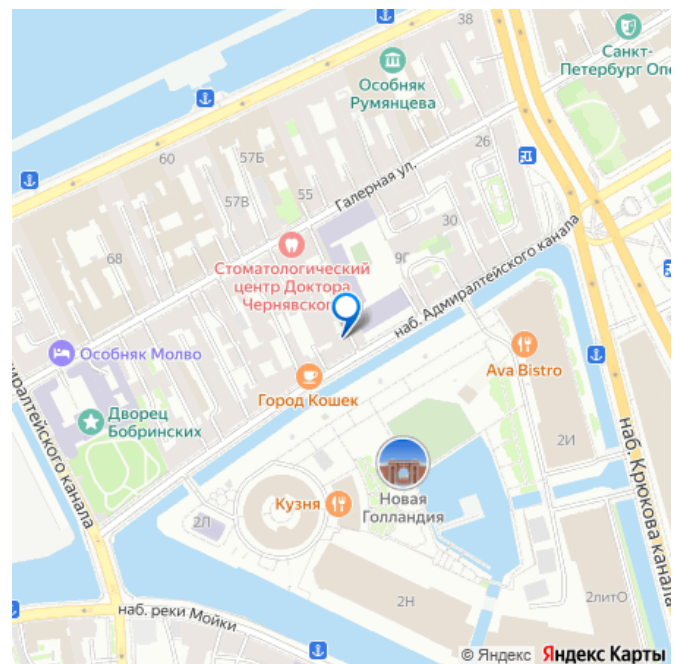 38
Санкт-
Петербург Опе
Особняк
Румянцева
60
57Б
57В
55
Галерная ул.
26
30
9Г
68
Стоматологический
центр Доктора
Чернявског
наб. Адмиралтейского канала
Особняк Молво
Город Кошек
Ava Bistro
Дворец
Бобринских
миралтейского канала
2И
наб. Крюкова канала
Новая
Голландия
Кузня
2Л
2Н
2литО
наб. реки Мойки
© Яндекс Яндекс Карты